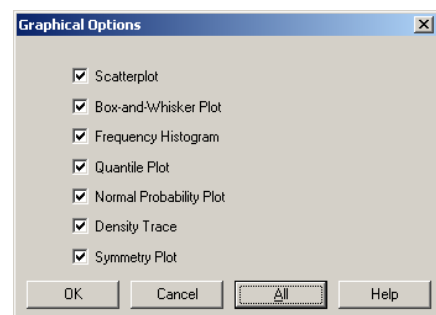 Graphical Options
Scatterplot
Box-and-Whisker Plot
Frequency Histogram
Quantile Plot
Normal Probability Plot
Density Trace
Symmetry Plot
OK Cancel All Help